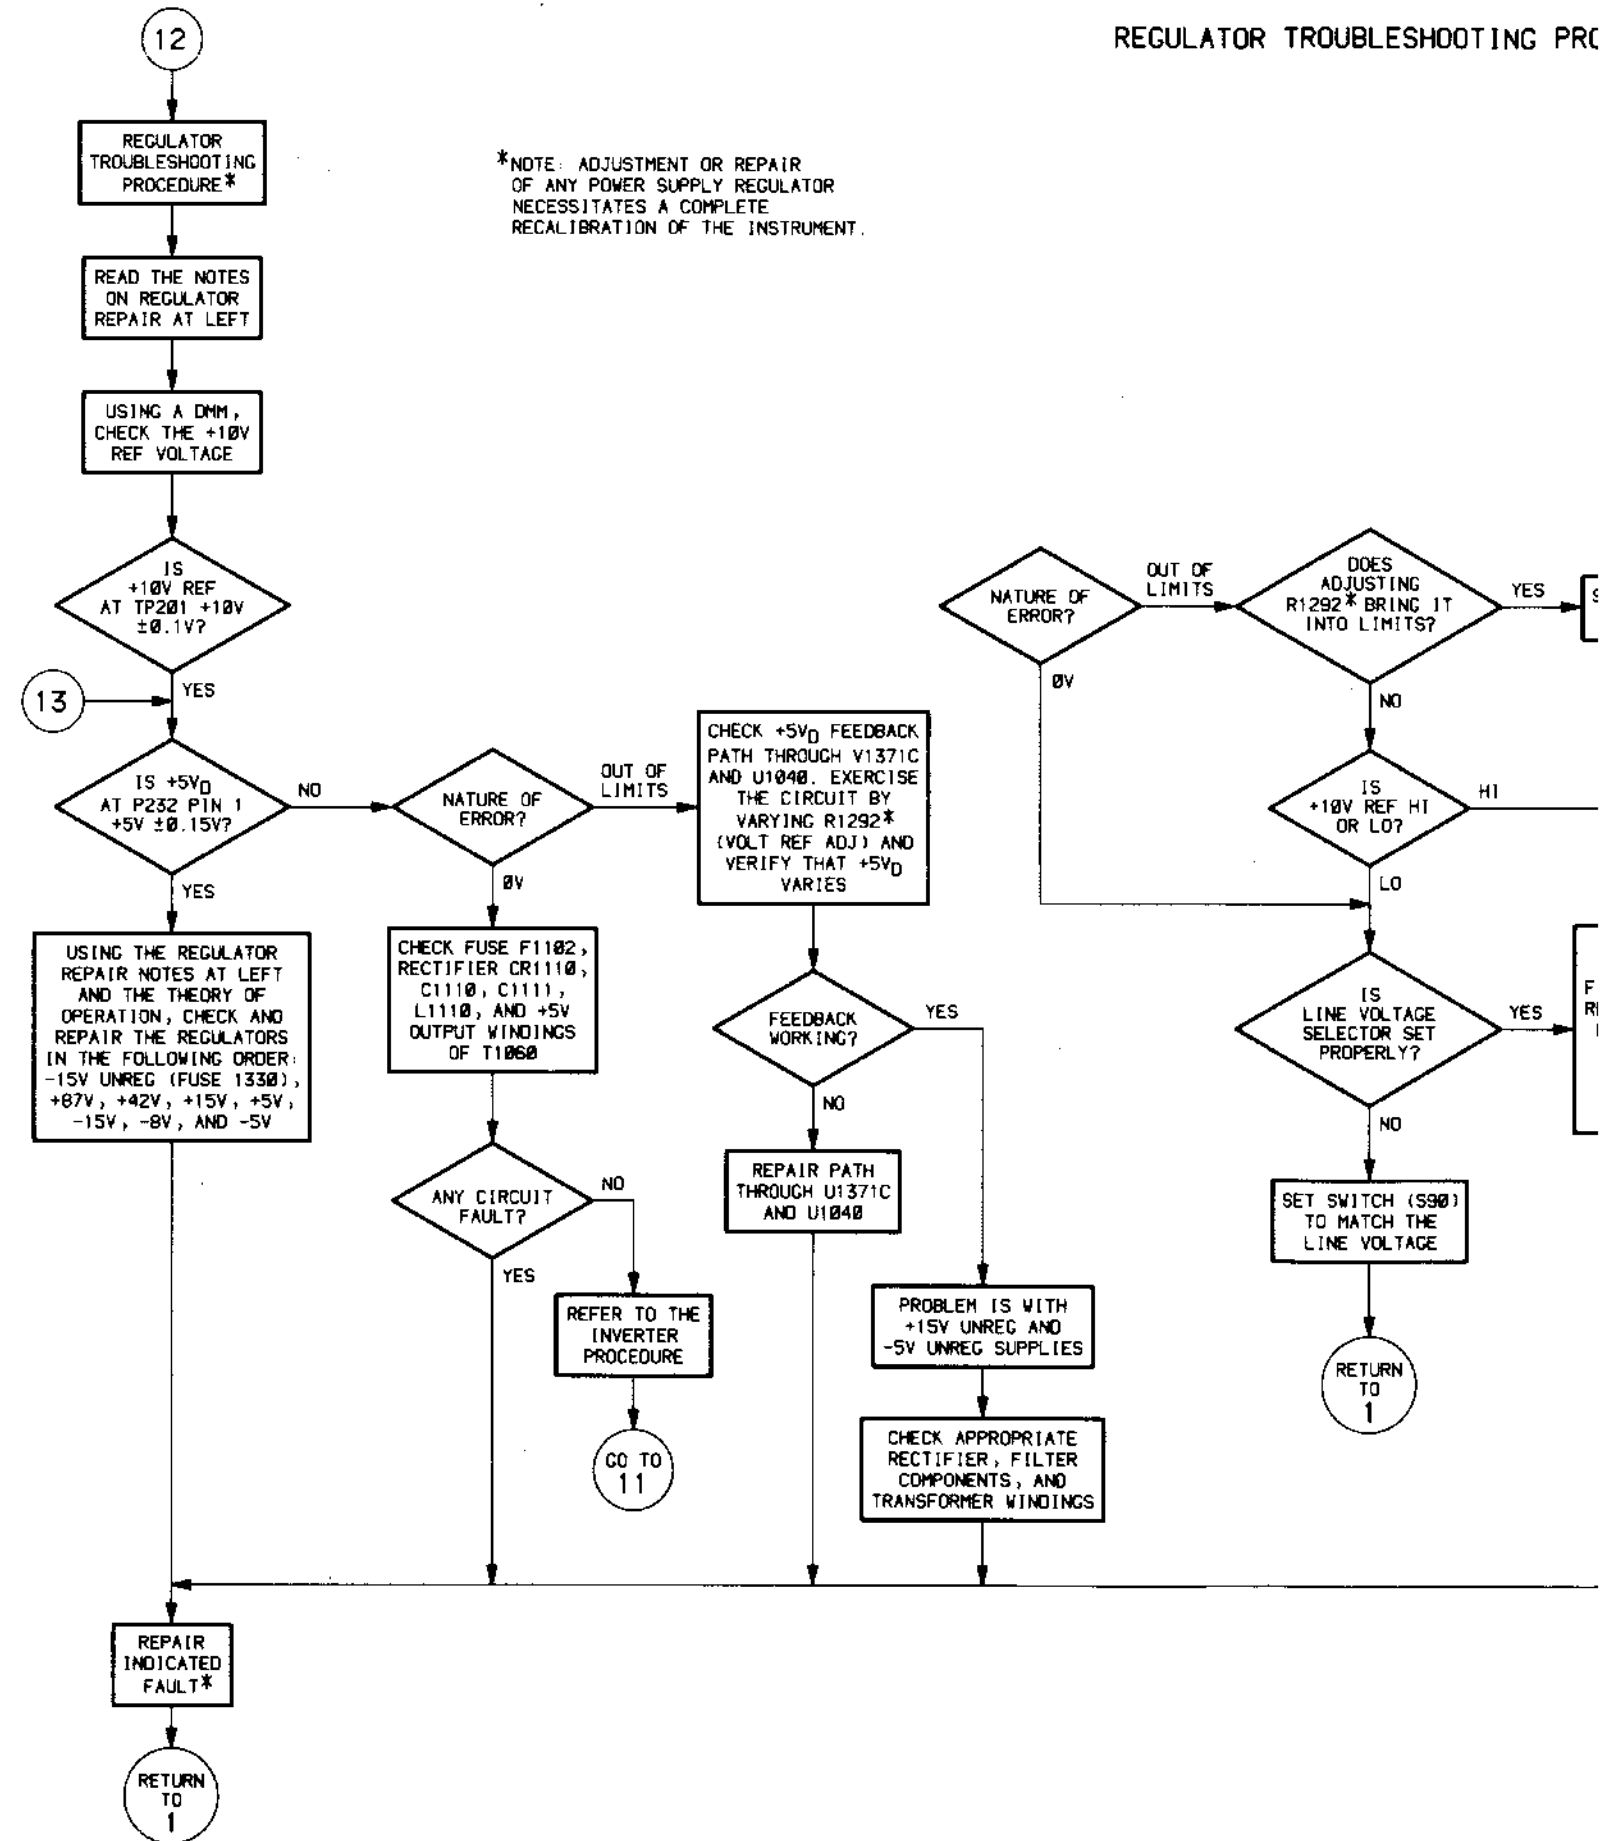 12
REGULATOR TROUBLESHOOTING PRO
REGULATOR
TROUBLESHOOTING
PROCEDURE*
*NOTE: ADJUSTMENT OR REPAIR
OF ANY POWER SUPPLY REGULATOR
NECESSITATES A COMPLETE
RECALIBRATION OF THE INSTRUMENT.
READ THE NOTES
ON REGULATOR
REPAIR AT LEFT
USING A DMM,
CHECK THE +10V
REF VOLTAGE
IS
+10V REF
AT TP201 +10V
±0.1V?
YES
13
IS +5VD
AT P232 PIN 1
+5V ±0.15V?
NO
YES
USING THE REGULATOR
REPAIR NOTES AT LEFT
AND THE THEORY OF
OPERATION, CHECK AND
REPAIR THE REGULATORS
IN THE FOLLOWING ORDER:
-15V UNREG (FUSE 1330),
+87V, +42V, +15V, +5V,
-15V, -8V, AND -5V
NATURE OF
ERROR?
OUT OF
LIMITS
0V
CHECK FUSE F1102,
RECTIFIER CR1110,
C1110, C1111,
L1110, AND +5V
OUTPUT WINDINGS
OF T1060
ANY CIRCUIT
FAULT?
NO
YES
REFER TO THE
INVERTER
PROCEDURE
GO TO
11
CHECK +5VD FEEDBACK
PATH THROUGH V1371C
AND U1040. EXERCISE
THE CIRCUIT BY
VARYING R1292*
(VOLT REF ADJ) AND
VERIFY THAT +5VD
VARIES
FEEDBACK
WORKING?
YES
NO
REPAIR PATH
THROUGH U1371C
AND U1040
PROBLEM IS WITH
+15V UNREG AND
-5V UNREG SUPPLIES
CHECK APPROPRIATE
RECTIFIER, FILTER
COMPONENTS, AND
TRANSFORMER WINDINGS
NATURE OF
ERROR?
OUT OF
LIMITS
0V
DOES
ADJUSTING
R1292* BRING IT
INTO LIMITS?
YES
S
NO
IS
+10V REF HI
OR LO?
HI
LO
IS
LINE VOLTAGE
SELECTOR SET
PROPERLY?
YES
F
NO
SET SWITCH (S90)
TO MATCH THE
LINE VOLTAGE
RETURN
TO
1
REPAIR
INDICATED
FAULT*
RETURN
TO
1